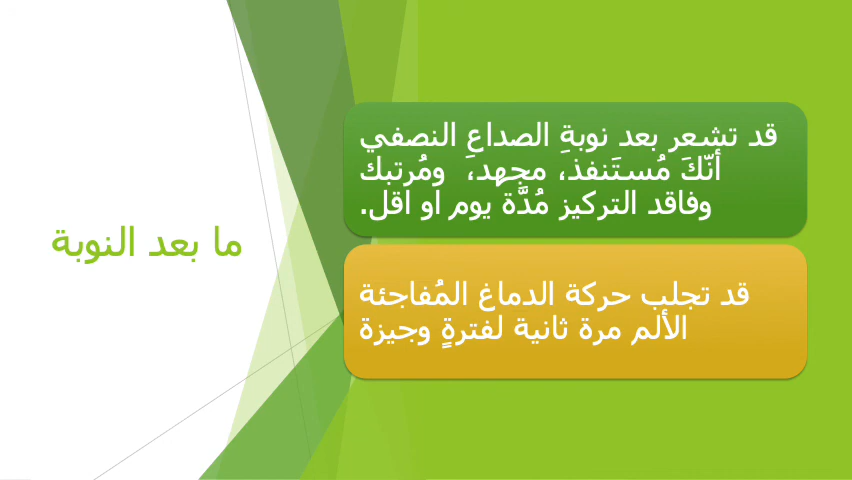 ما بعد النوبة
قد تشعر بعد نوبةِ الصداعِ النصفي
أنّكَ مُستَنفذ، مجهد،  ومُرتبك
وفاقد التركيز مُدَّة يوم او اقل.
قد تجلب حركة الدماغ المُفاجئة
الألم مرة ثانية لفترةٍ وجيزة